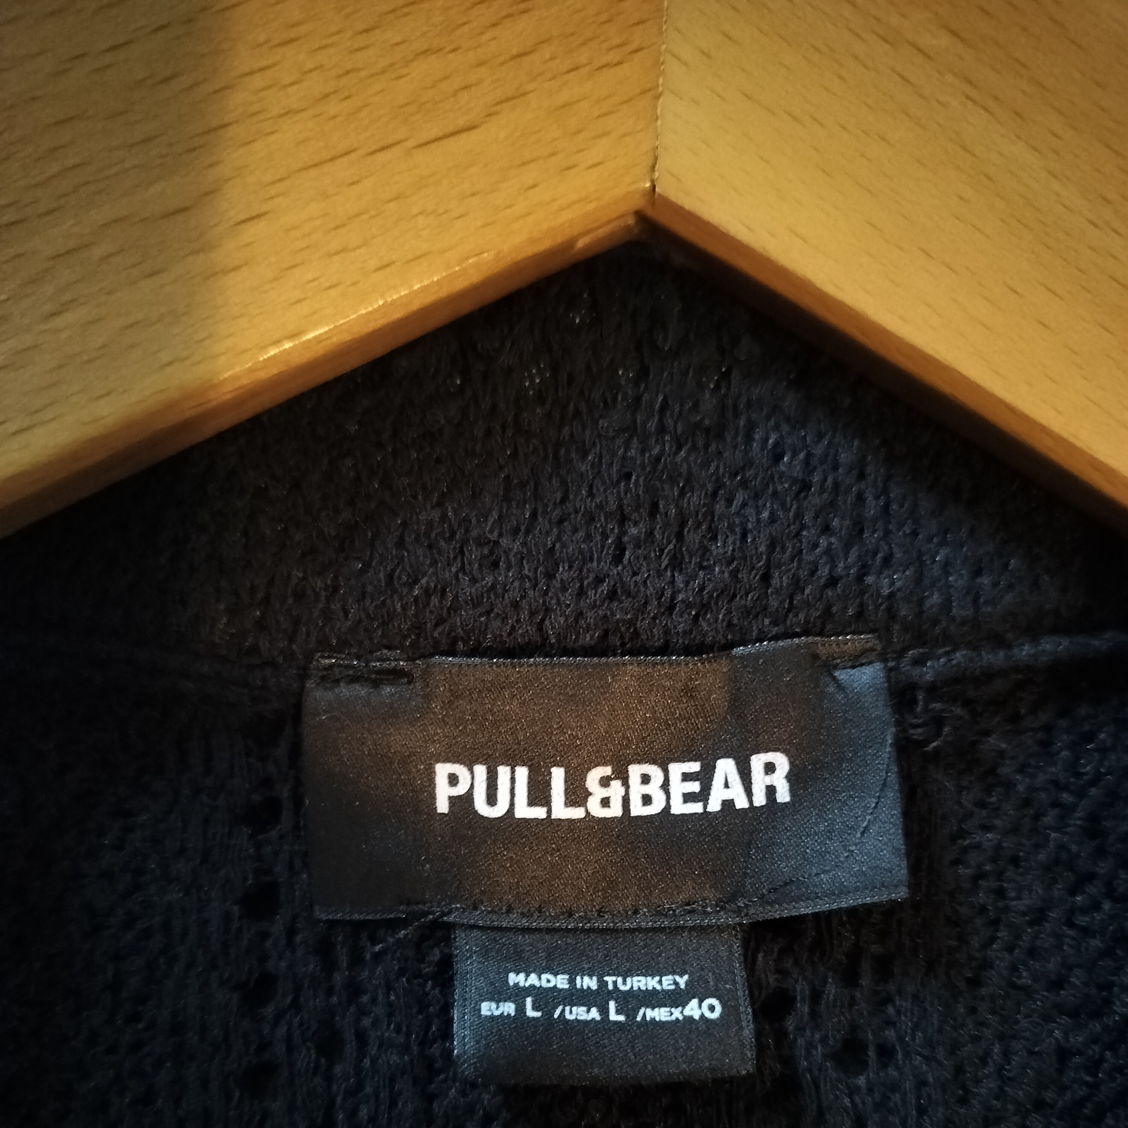 PULL&BEAR
MADE IN TURKEY
EUR L /USA L /MEX40